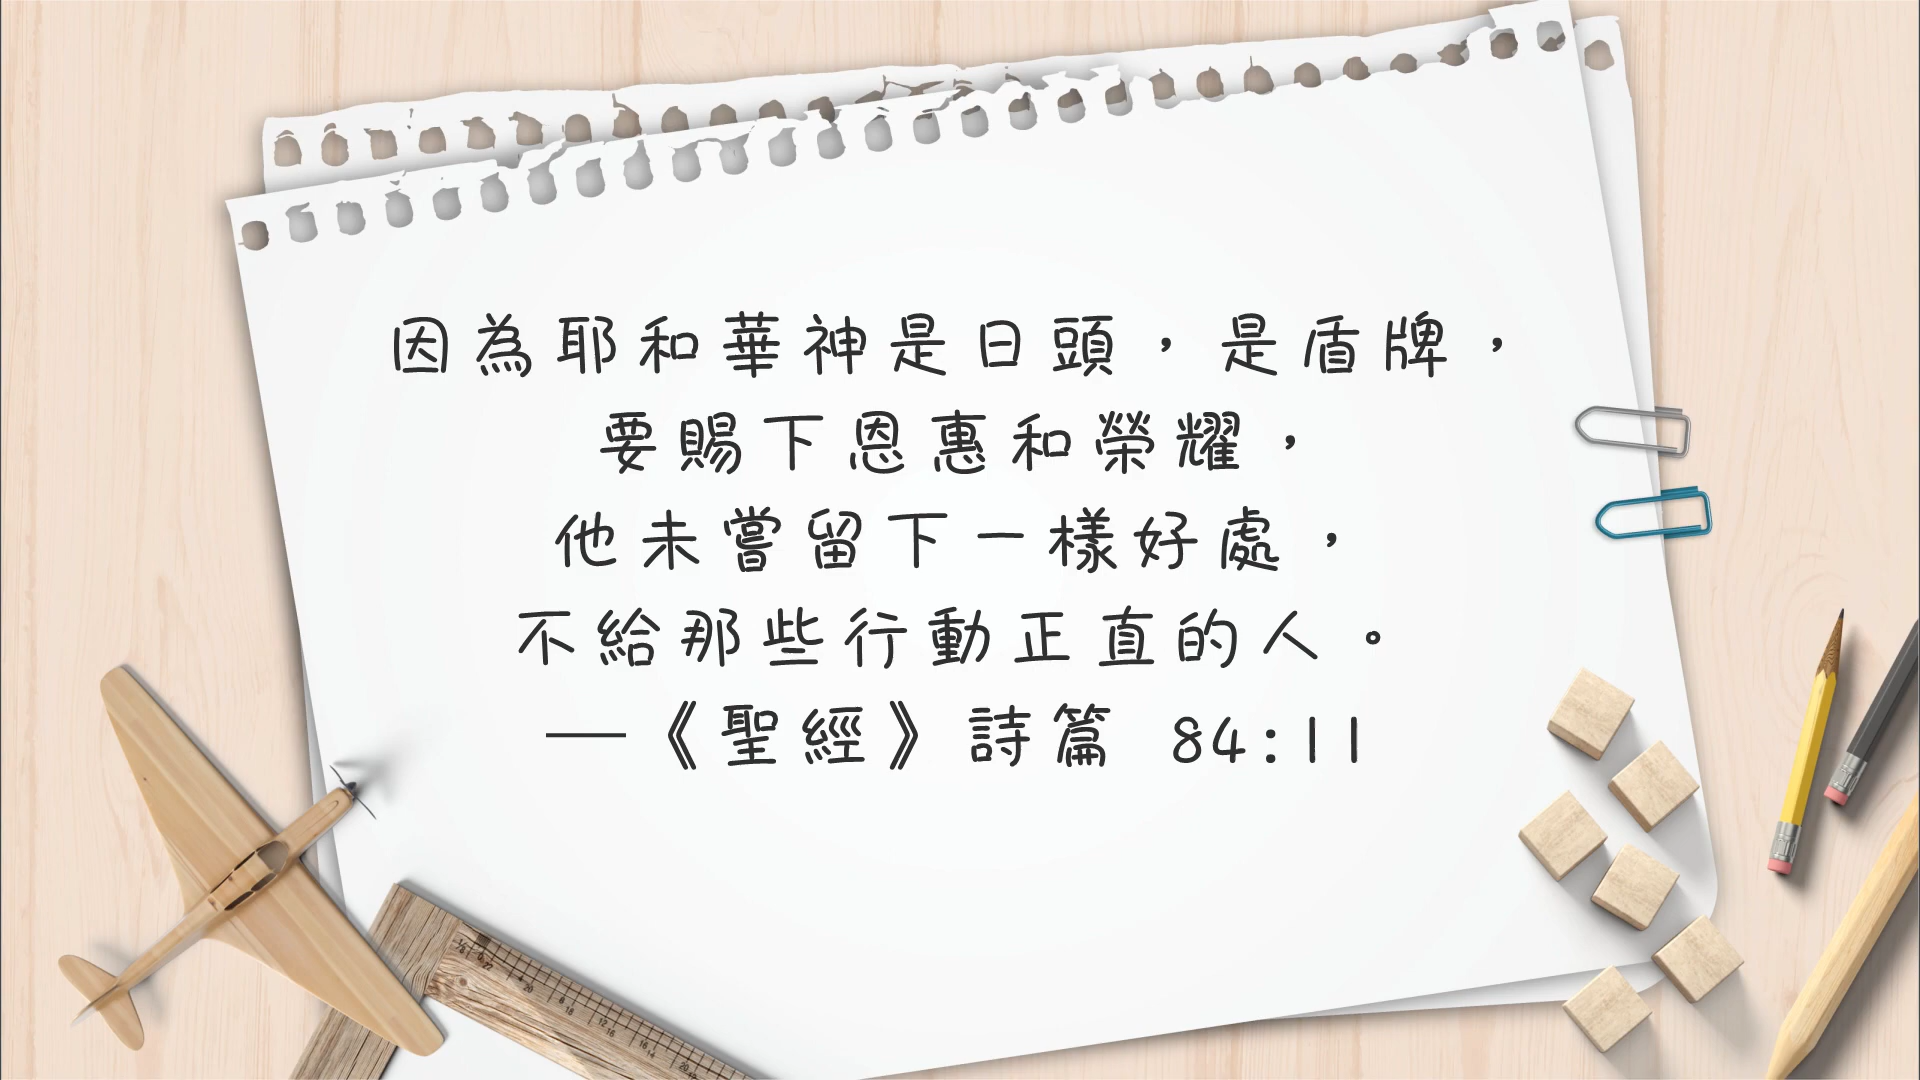 因為耶和華神是日頭，是盾牌，
要賜下恩惠和榮耀，
他未嘗留下一樣好處，
不給那些行動正直的人。
—《聖經》詩篇 84:11